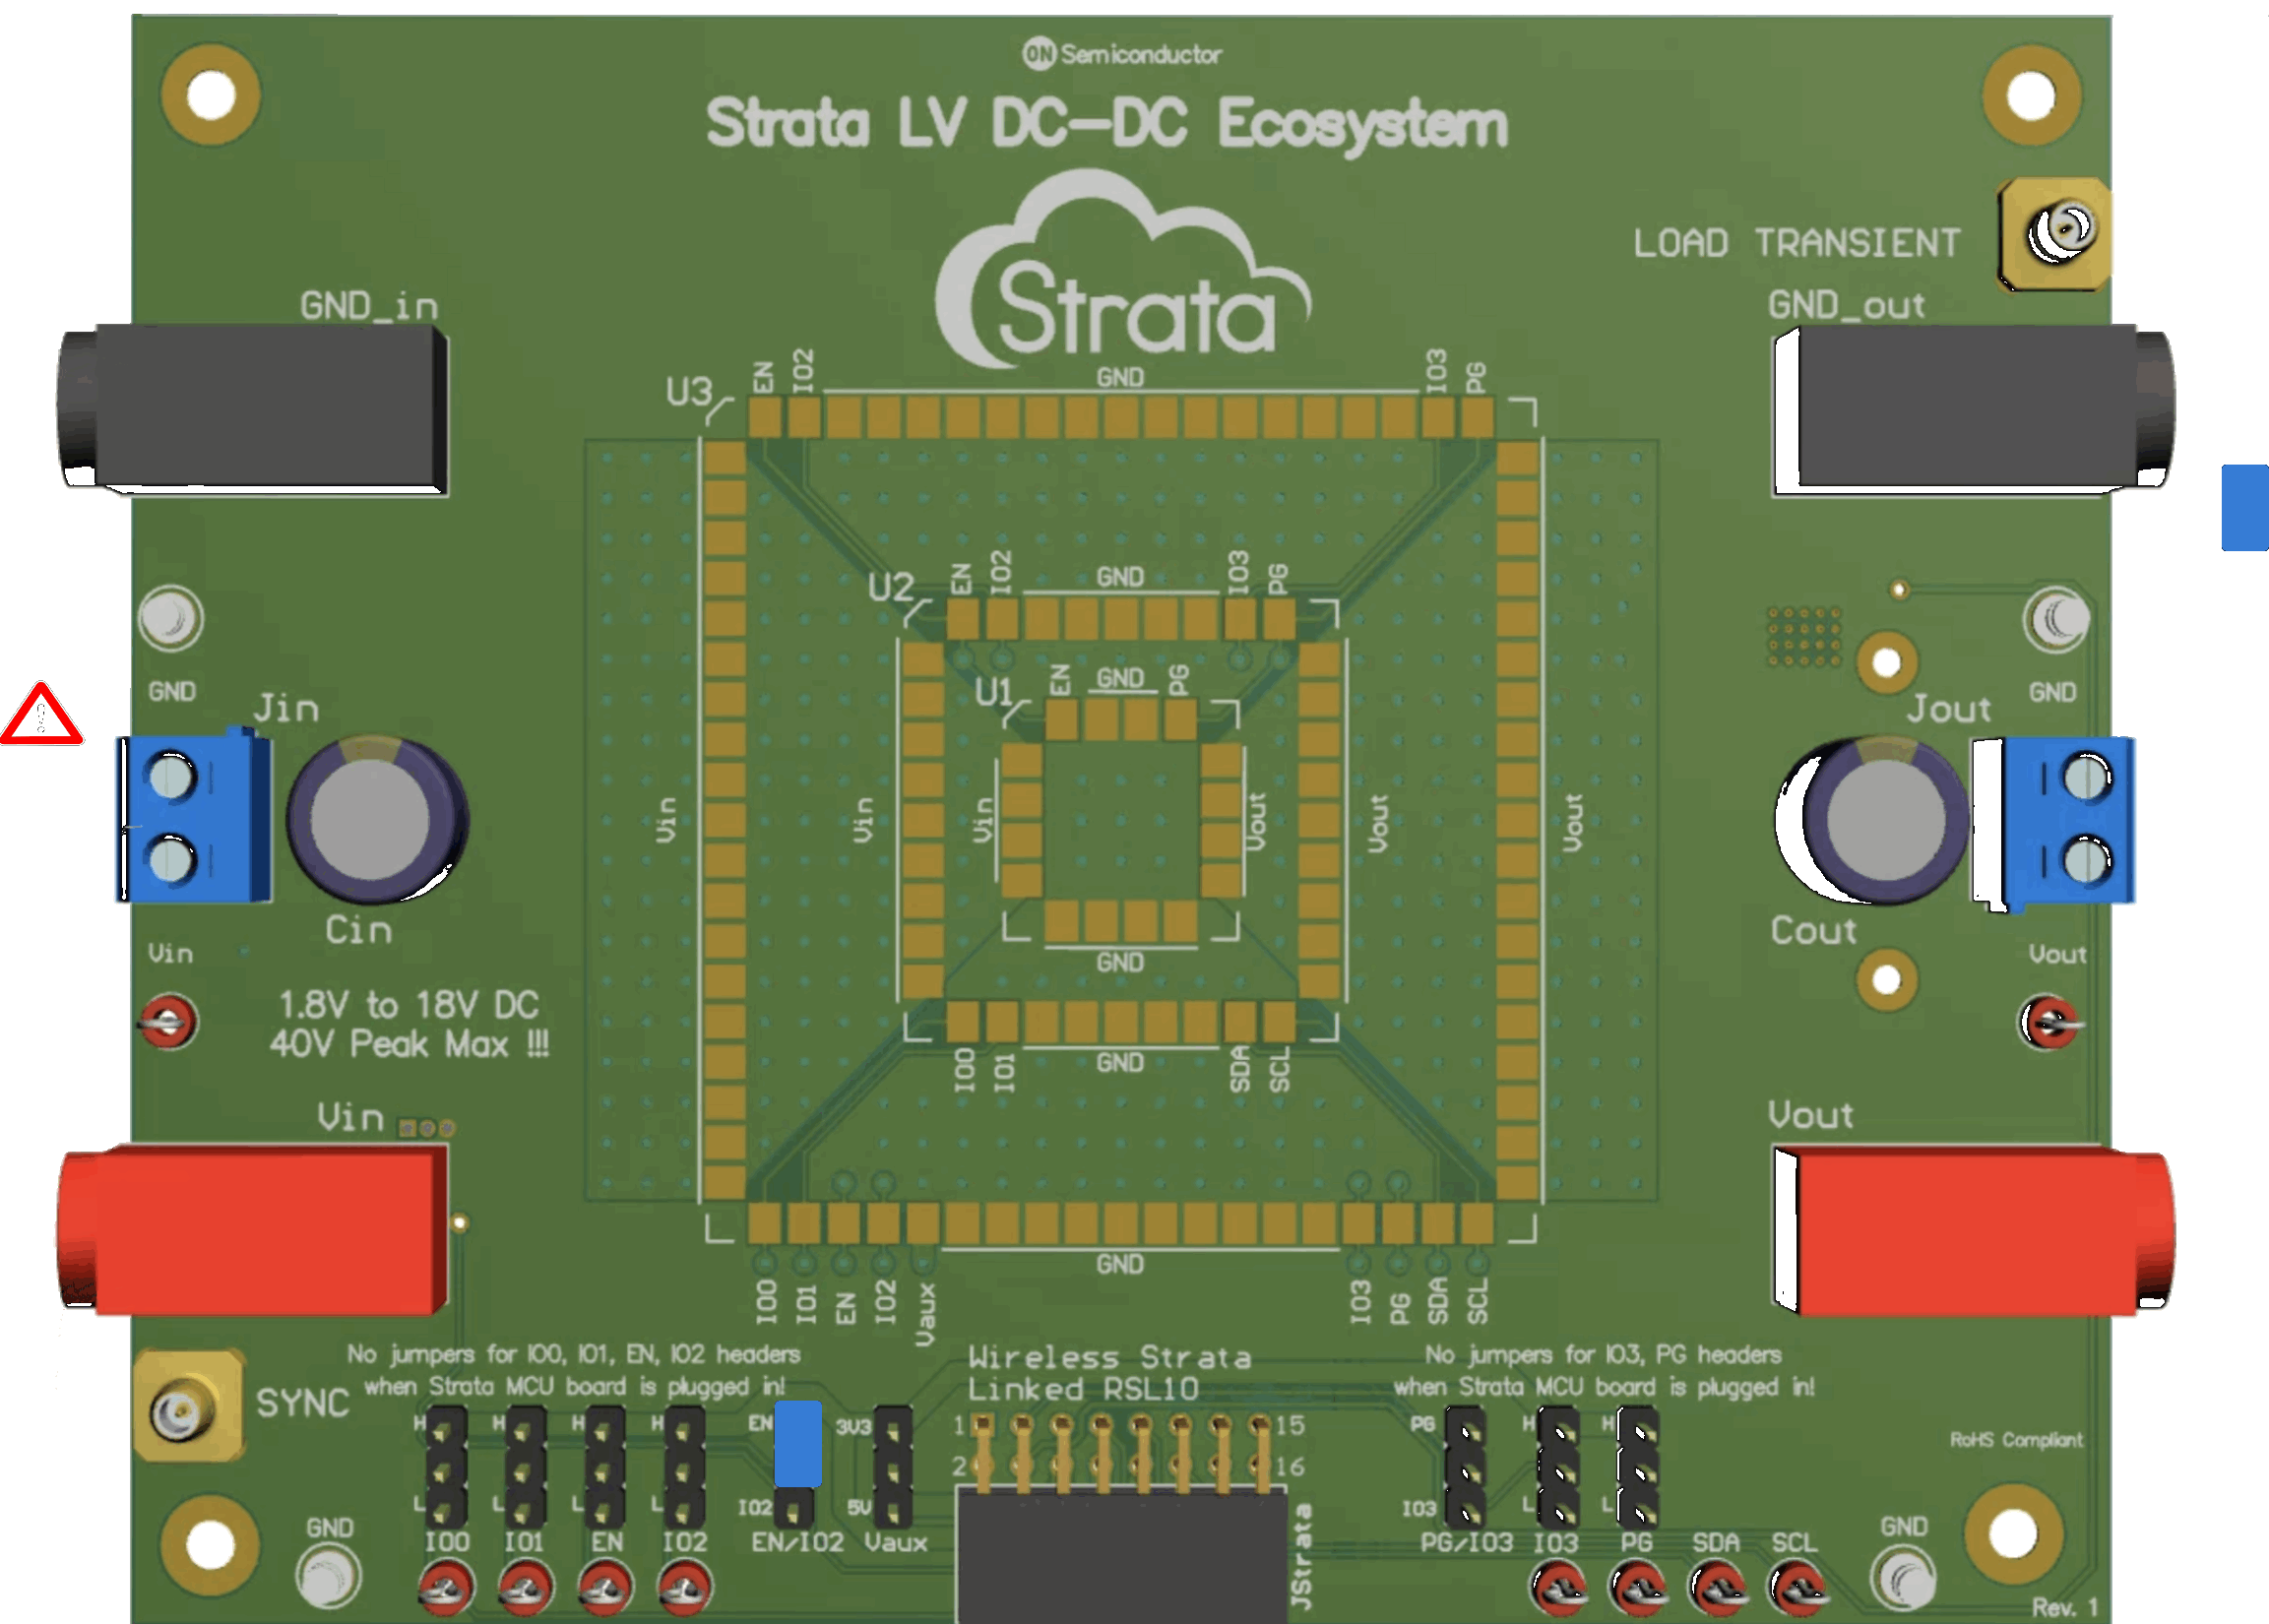 ON Semiconductor
Strata LV DC-DC Ecosystem
Strata
LOAD TRANSIENT
GND_in
GND_out
U3
EN
IO2
GND
IO3
PG
U2
EN
IO2
GND
IO3
PG
U1
EN
GND
PG
GND
Jin
GND
Jout
Vin
Vin
Vin
Vout
Vout
Vout
Cin
Cout
GND
Vin
Vout
1.8V to 18V DC
40V Peak Max !!!
IO0
IO1
GND
SDA
SCL
Vin
Vout
GND
IO0
IO1
EN
IO2
Vaux
IO3
PG
SDA
SCL
No jumpers for IO0, IO1, EN, IO2 headers
when Strata MCU board is plugged in!
Wireless Strata
Linked RSL10
No jumpers for IO3, PG headers
when Strata MCU board is plugged in!
SYNC
H
H
H
H
EN
3V3
1
15
PG
H
H
2
16
RoHS Compliant
L
L
L
L
IO2
5V
IO3
L
L
GND
IO0
IO1
EN
IO2
EN/IO2
Vaux
JStrata
PG/IO3
IO3
PG
SDA
SCL
GND
Rev. 1